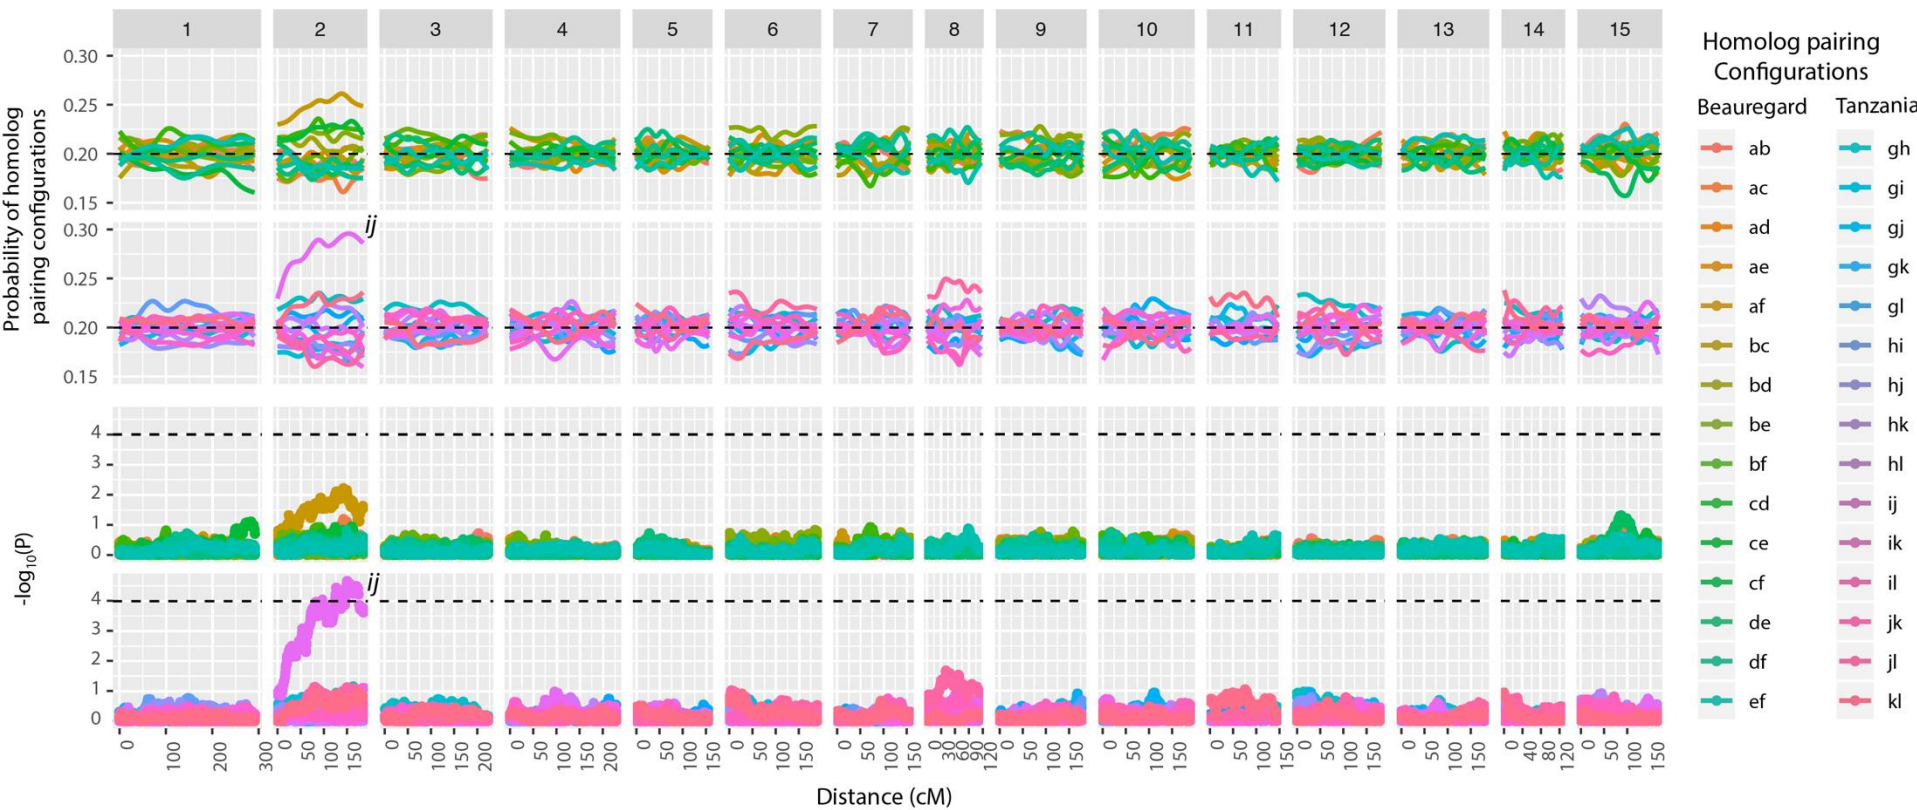 1 2 3 4 5 6 7 8 9 10 11 12 13 14 15
Homolog pairing
Configurations
Beauregard Tanzania
ab gh
ac gi
ad gj
ae gk
af gl
bc hi
bd hj
be hk
bf hl
cd ij
ce ik
cf il
de jk
df jl
ef kl
Probability of homolog
pairing configurations
0.30
0.25
0.20
0.15
ij
0.30
0.25
0.20
0.15
-log10(P)
4
3
2
1
0
ij
4
3
2
1
0
0 100 200 300 0 50 100 150 0 50 100 150 200 0 50 100 150 200 0 50 100 150 0 50 100 150 200 0 50 100 150 0 30 60 90 120 0 50 100 150 0 50 100 150 0 50 100 150 0 50 100 150 0 50 100 150 0 40 80 120 0 50 100 150
Distance (cM)